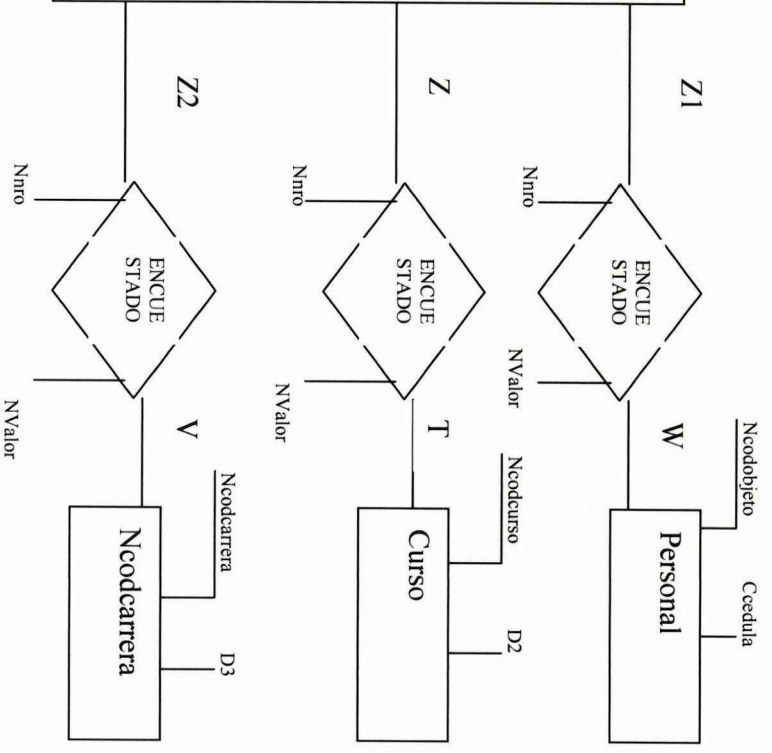 Z1
Nnro
ENCUE
STADO
NValor
W
Ncodobjeto
Ccedula
Personal
Z
Nnro
ENCUE
STADO
NValor
T
Ncodcurso
D2
Curso
Z2
Nnro
ENCUE
STADO
NValor
V
Ncodcarrera
D3
Ncodcarrera